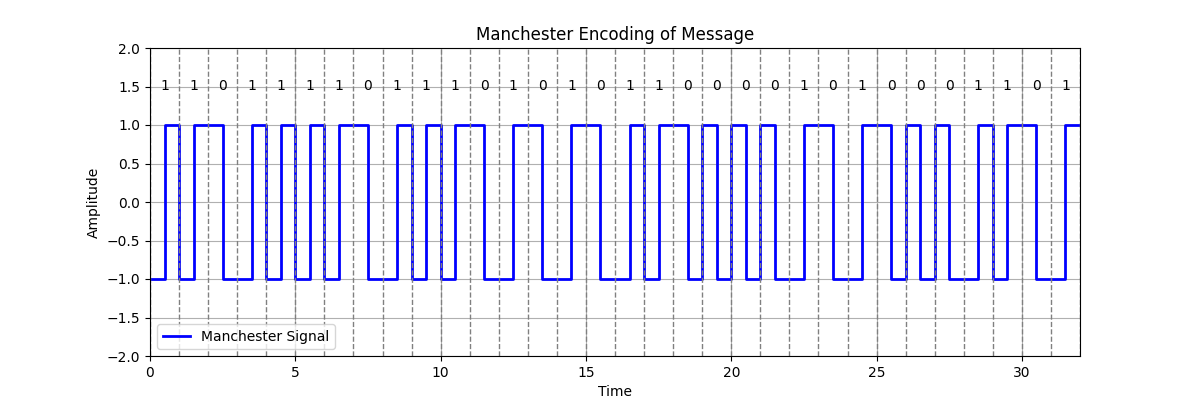 Manchester Encoding of Message
2.0
1.5
1.0
0.5
0.0
−0.5
−1.0
−1.5
−2.0
Amplitude
1 1 0 1 1 1 1 0 1 1 1 0 1 0 1 0 1 1 0 0 0 0 1 0 1 0 0 0 1 1 0 1
Manchester Signal
0 5 10 15 20 25 30
Time